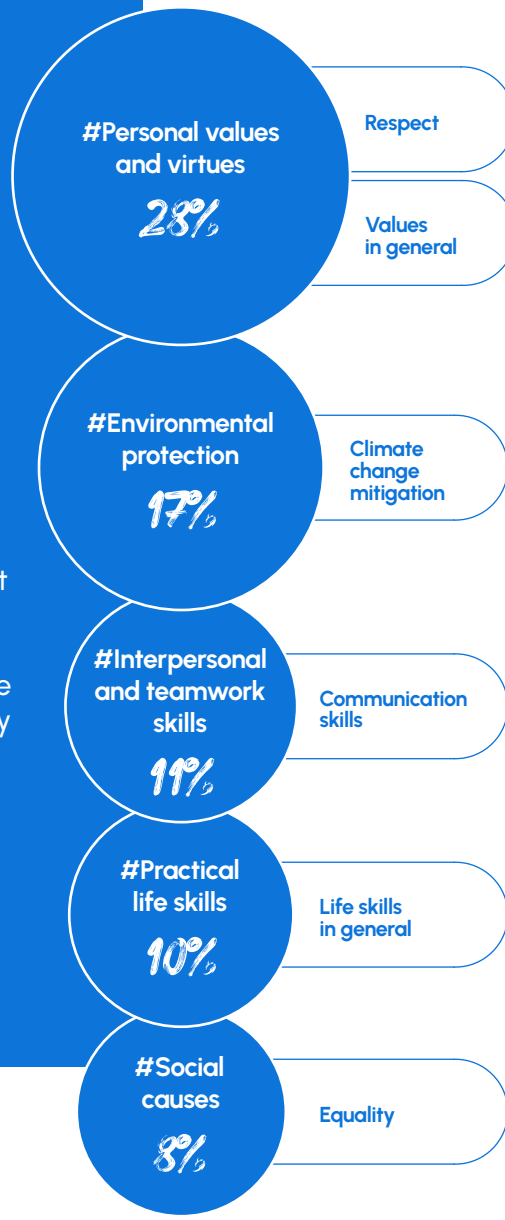 #Personal values
and virtues
28%
Respect
Values
in general
#Environmental
protection
17%
Climate
change
mitigation
#Interpersonal
and teamwork
skills
11%
Communication
skills
#Practical
life skills
10%
Life skills
in general
#Social
causes
8%
Equality